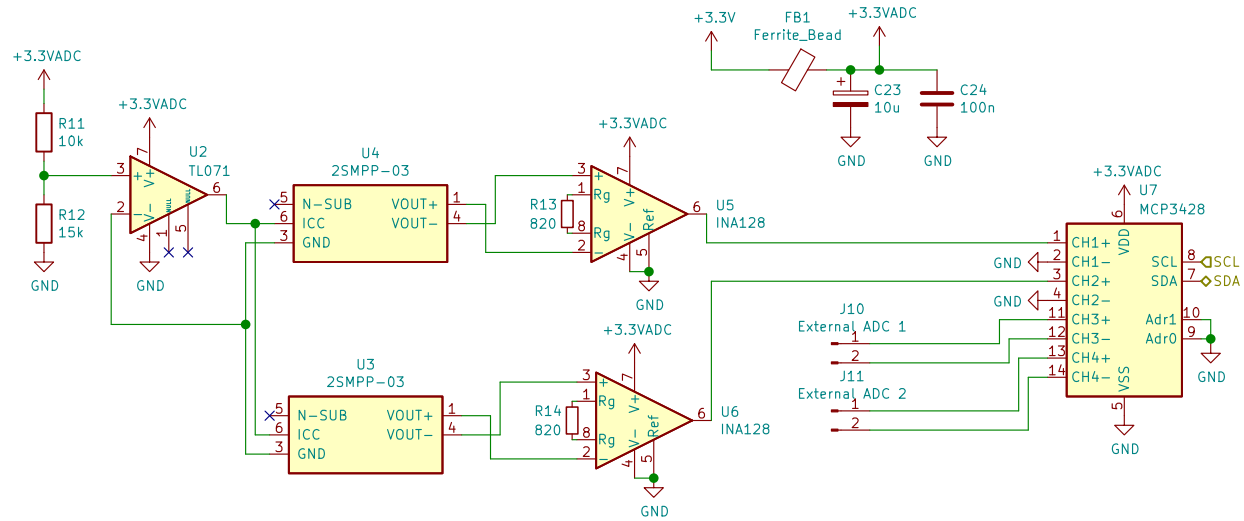 +3.3V
FB1
Ferrite_Bead
+3.3VADC
C23
10u
C24
100n
GND
GND
+3.3VADC
R11
10k
R12
15k
GND
+3.3VADC
U2
TL071
7
3
+
V+
6
2
-
V-
NULL
NULL
4
1
5
GND
U4
2SMPP-03
5
N-SUB
6
ICC
3
GND
VOUT+
1
VOUT-
4
+3.3VADC
7
3
+
V+
1
Rg
R13
820
8
Rg
2
-
V-
Ref
4
5
6
U5
INA128
GND
U3
2SMPP-03
5
N-SUB
6
ICC
3
GND
VOUT+
1
VOUT-
4
+3.3VADC
7
3
+
V+
1
Rg
R14
820
8
Rg
2
-
V-
Ref
4
5
6
U6
INA128
GND
J10
External ADC 1
1
2
J11
External ADC 2
1
2
+3.3VADC
U7
MCP3428
6
VDD
1
CH1+
GND
2
CH1-
3
CH2+
GND
4
CH2-
11
CH3+
12
CH3-
13
CH4+
14
CH4-
SCL
8
SCL
SDA
7
SDA
Adr1
10
Adr0
9
GND
VSS
5
GND